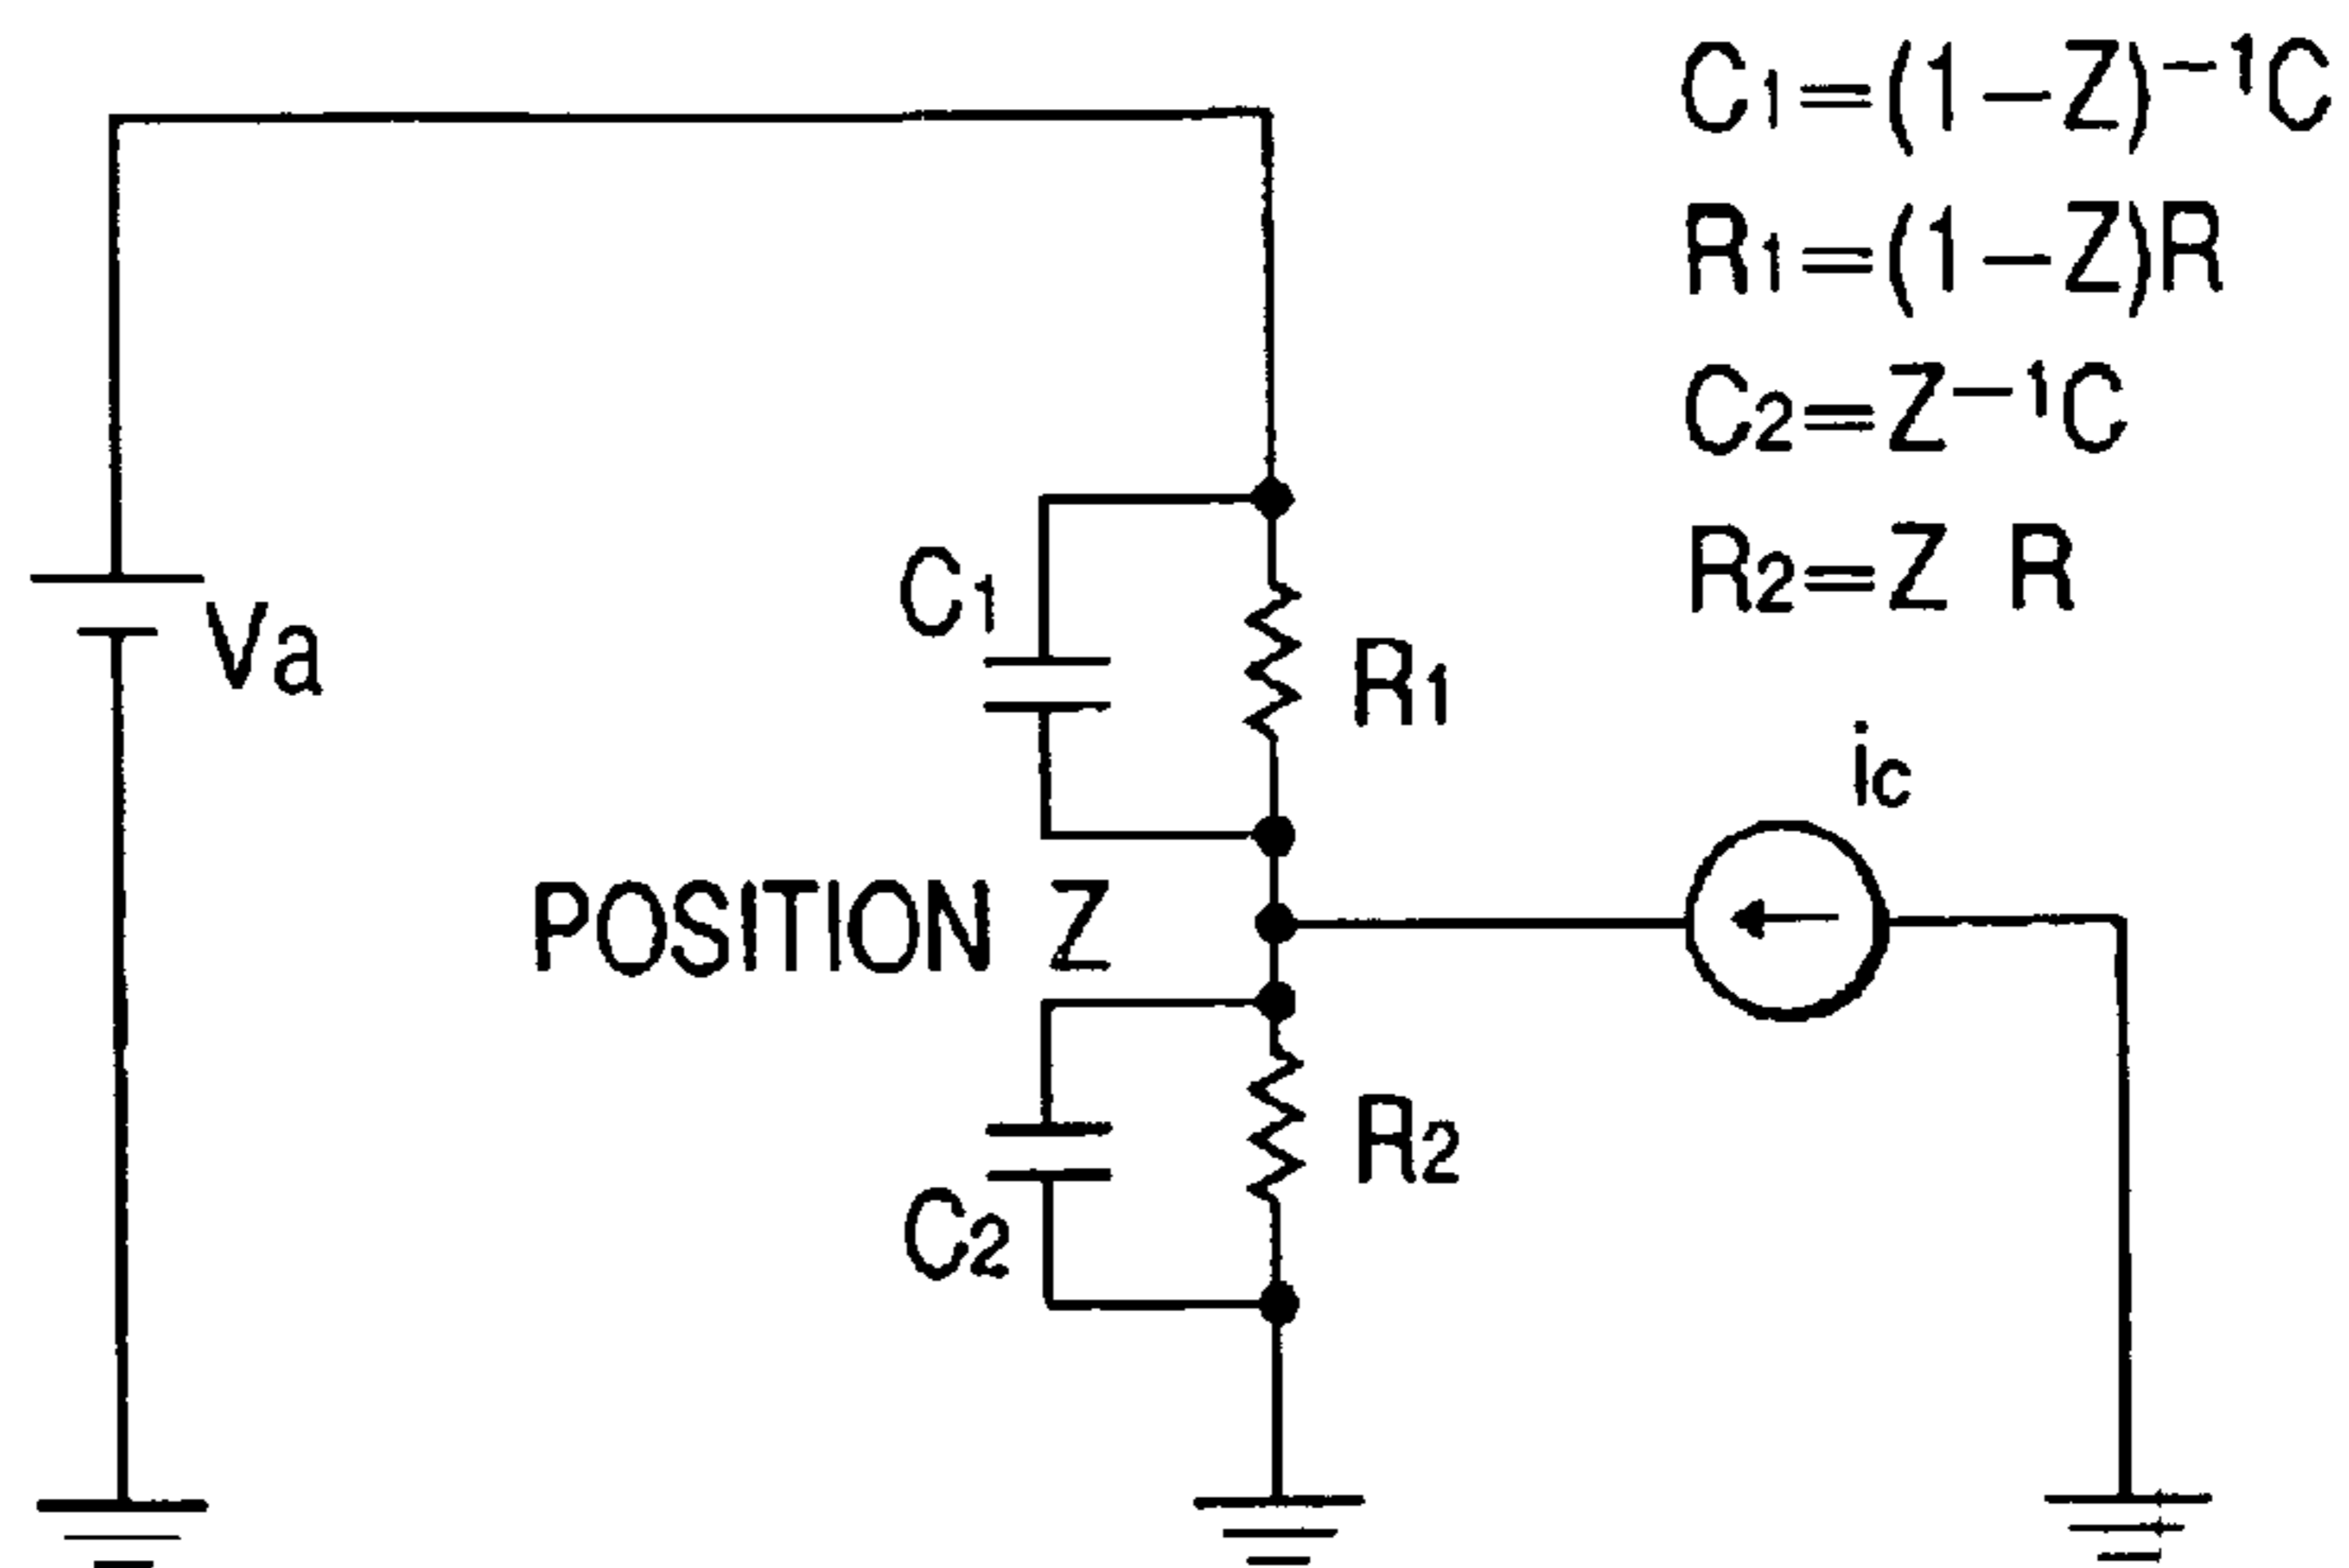 C₁=(1−Z)⁻¹C
R₁=(1−Z)R
C₂=Z⁻¹C
R₂=Z R
C₁
Va
R₁
ic
POSITION Z
R₂
C₂